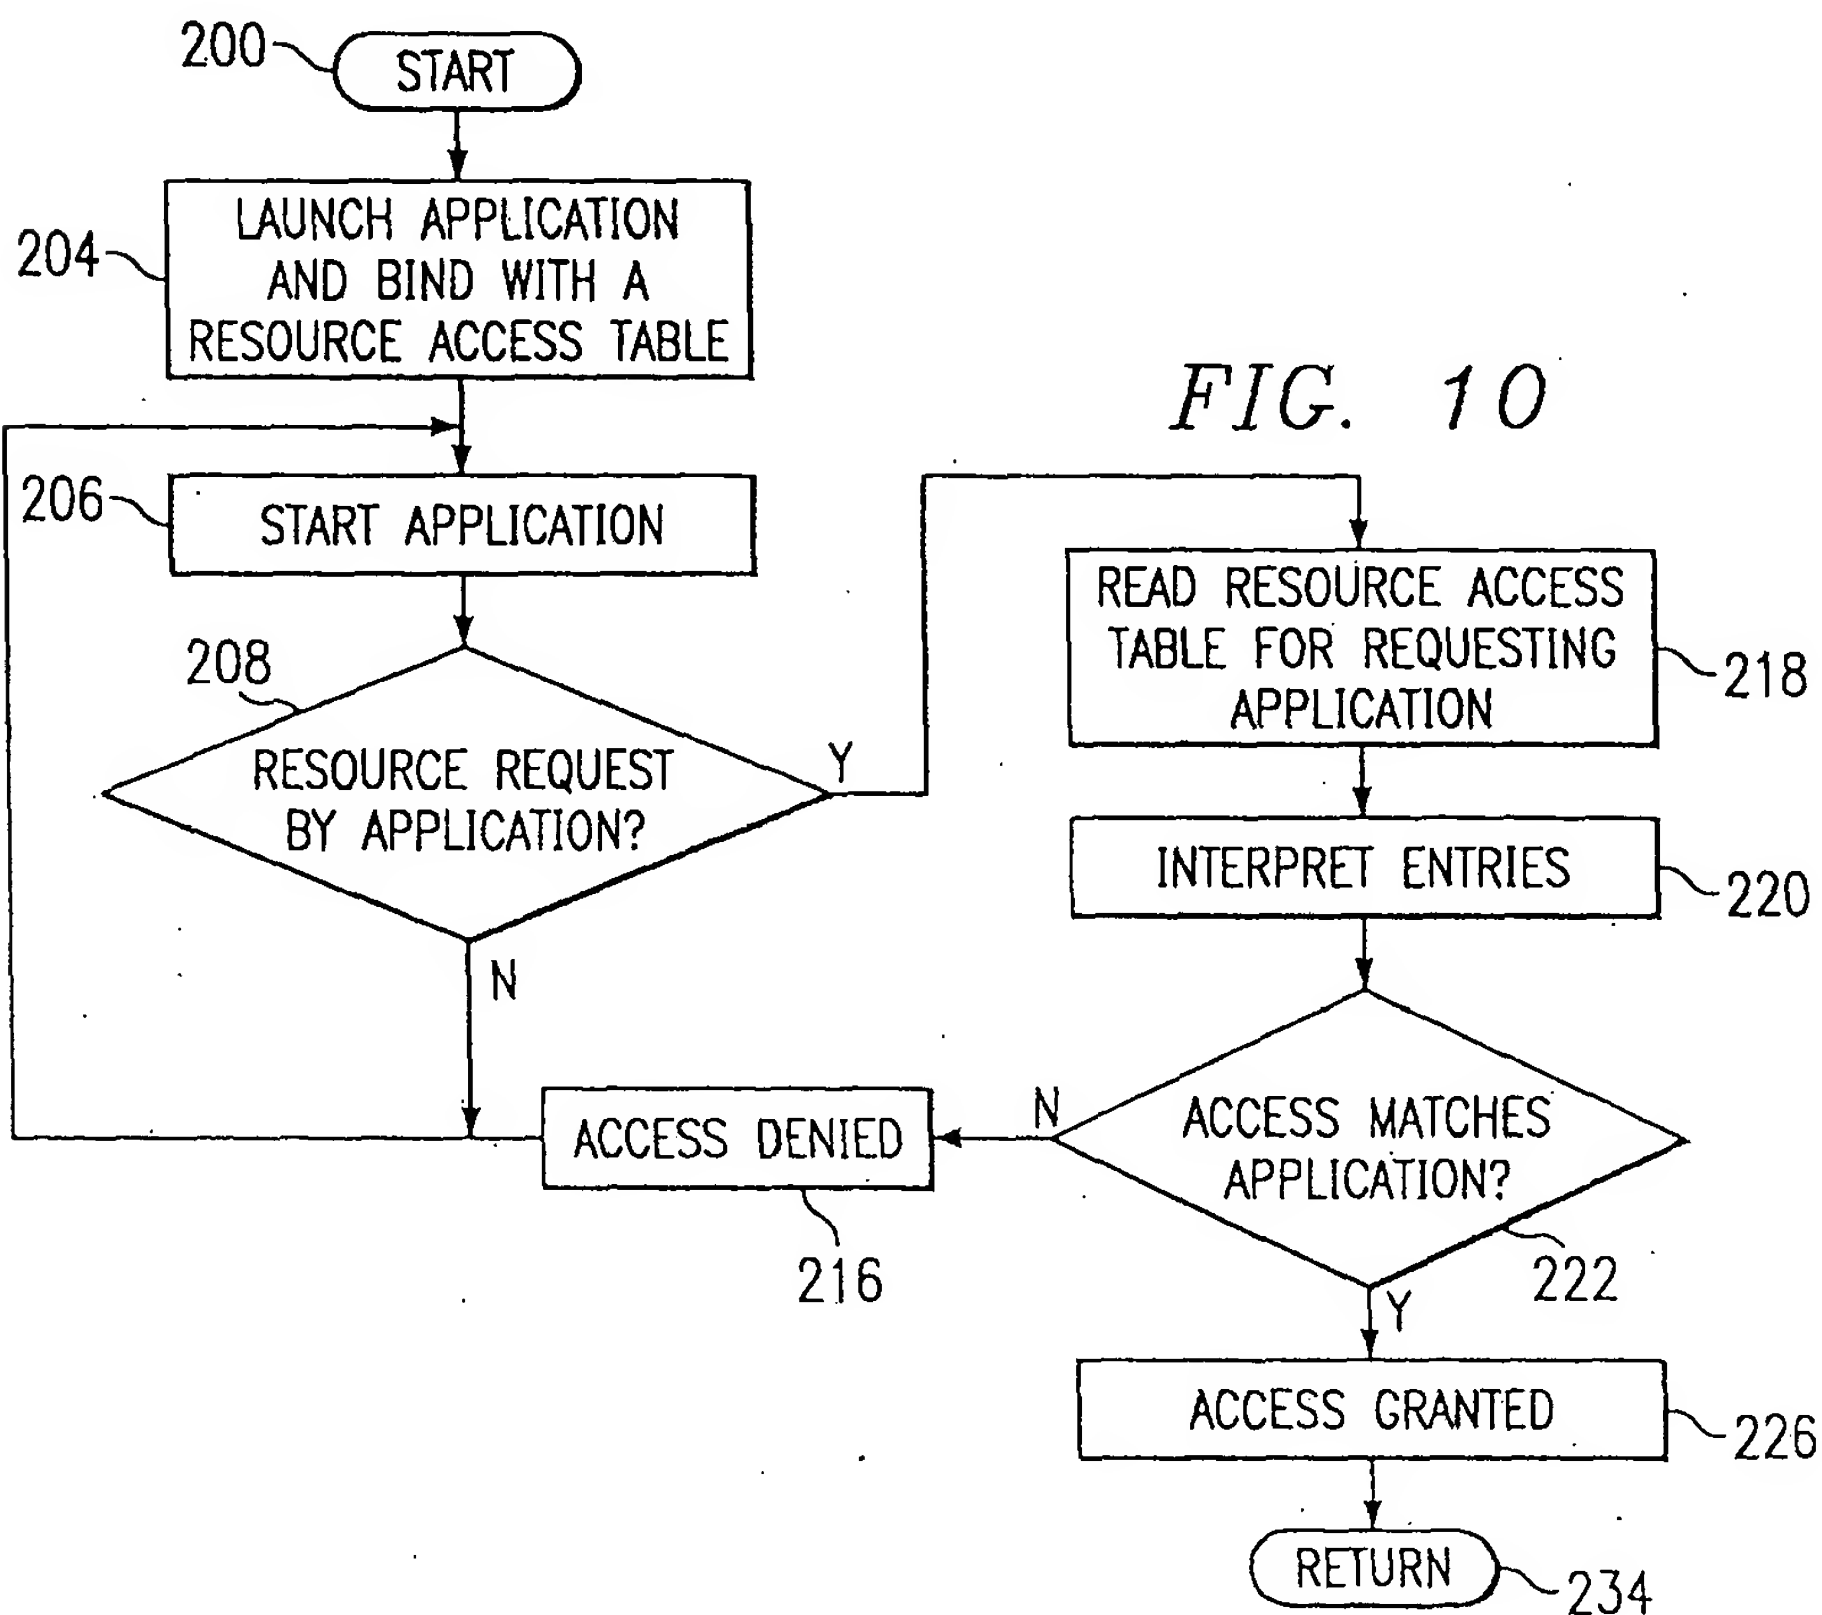 200
START
204
LAUNCH APPLICATION
AND BIND WITH A
RESOURCE ACCESS TABLE
FIG. 10
206
START APPLICATION
208
RESOURCE REQUEST
BY APPLICATION?
Y
N
READ RESOURCE ACCESS
TABLE FOR REQUESTING
APPLICATION
218
INTERPRET ENTRIES
220
ACCESS MATCHES
APPLICATION?
222
N
ACCESS DENIED
216
Y
ACCESS GRANTED
226
RETURN
234